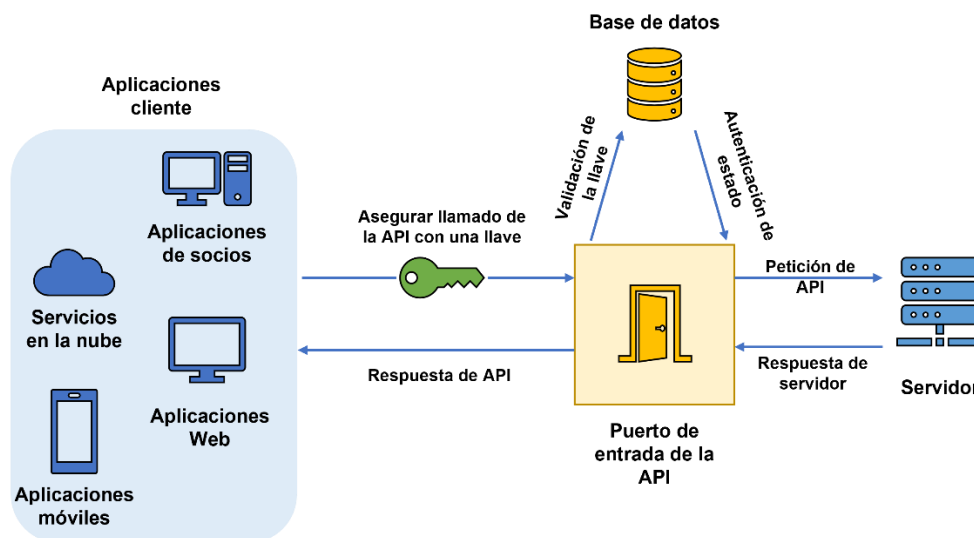 Base de datos
Aplicaciones
cliente
Aplicaciones
de socios
Servicios
en la nube
Aplicaciones
Web
Aplicaciones
móviles
Asegurar llamado de
la API con una llave
Respuesta de API
Validación de
la llave
Autenticación de
estado
Puerto de
entrada de la
API
Petición de
API
Respuesta de
servidor
Servidor